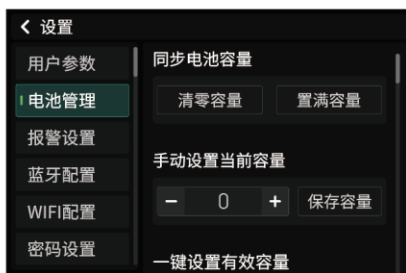 设置
用户参数
电池管理
报警设置
蓝牙配置
WIFI配置
密码设置
同步电池容量
清零容量 置满容量
手动设置当前容量
− 0 + 保存容量
一键设置有效容量